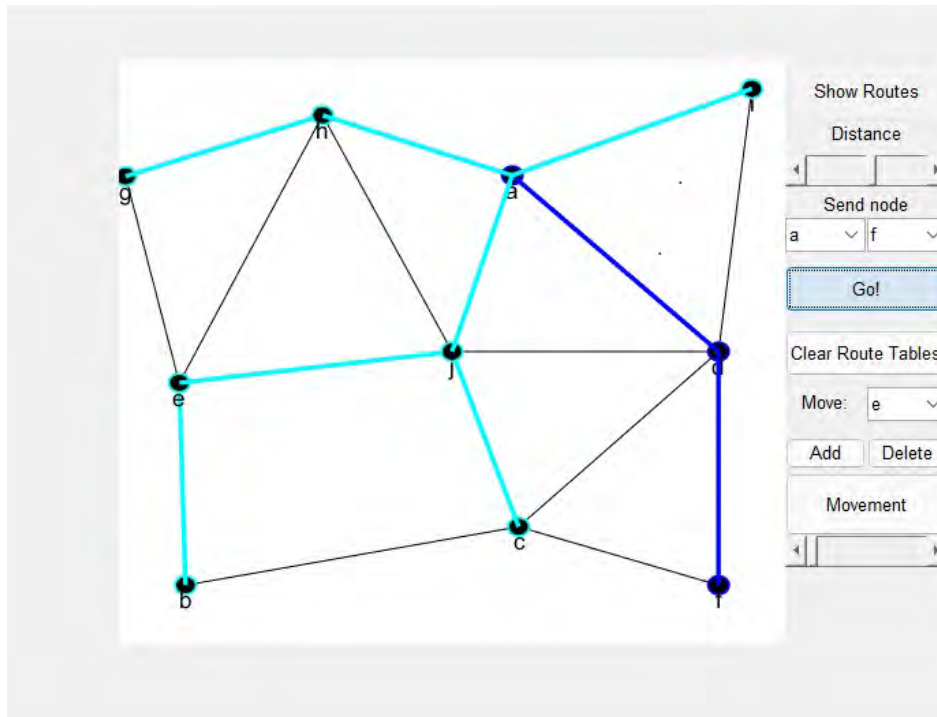 Show Routes
h
Distance
a
g
Send node
a f
Go!
j
d
Clear Route Tables
e
Move: e
Add Delete
Movement
c
b
f